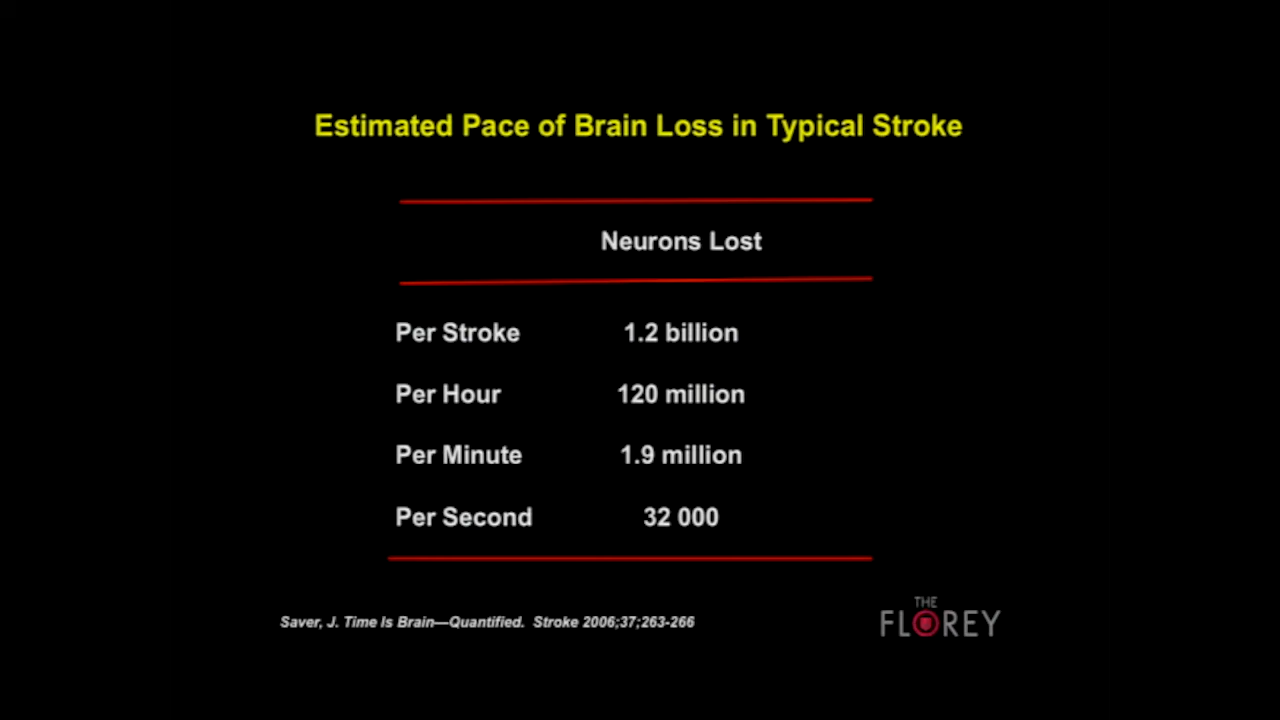 Estimated Pace of Brain Loss in Typical Stroke
Neurons Lost
Per Stroke 1.2 billion
Per Hour 120 million
Per Minute 1.9 million
Per Second 32 000
Saver, J. Time Is Brain—Quantified. Stroke 2006;37;263-266
THE
FLOREY